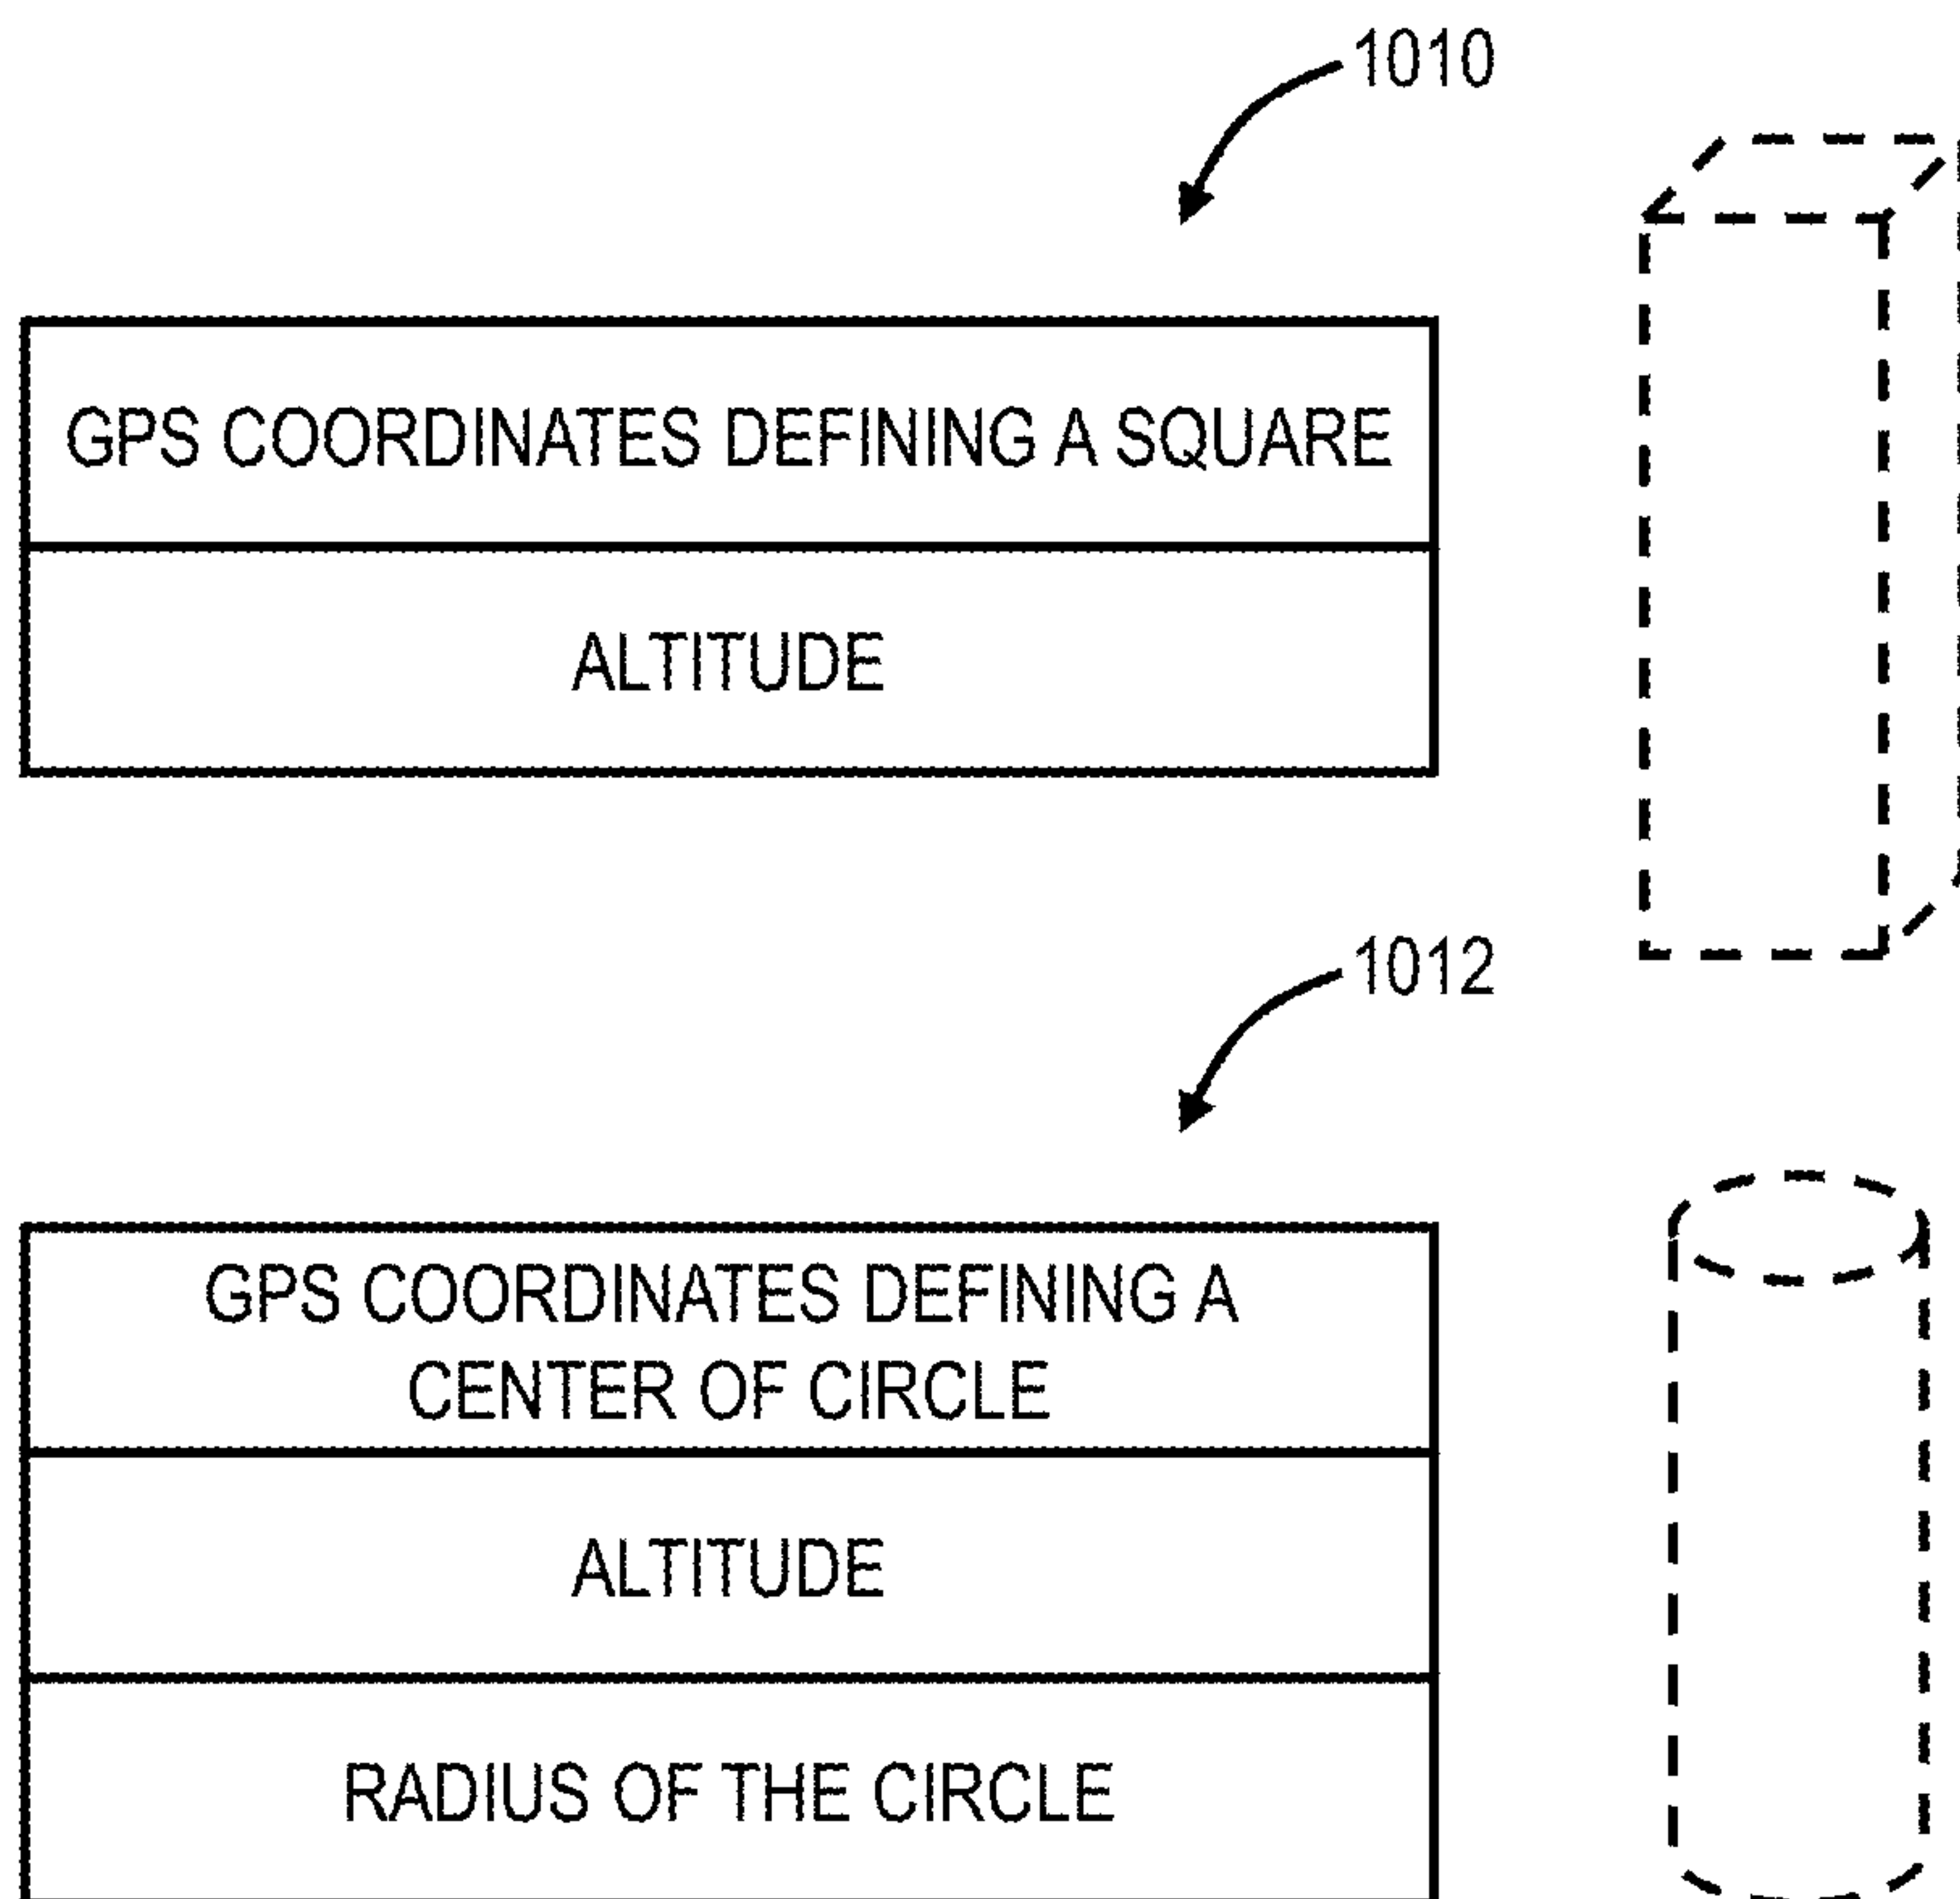 1010
GPS COORDINATES DEFINING A SQUARE
ALTITUDE
1012
GPS COORDINATES DEFINING A
CENTER OF CIRCLE
ALTITUDE
RADIUS OF THE CIRCLE